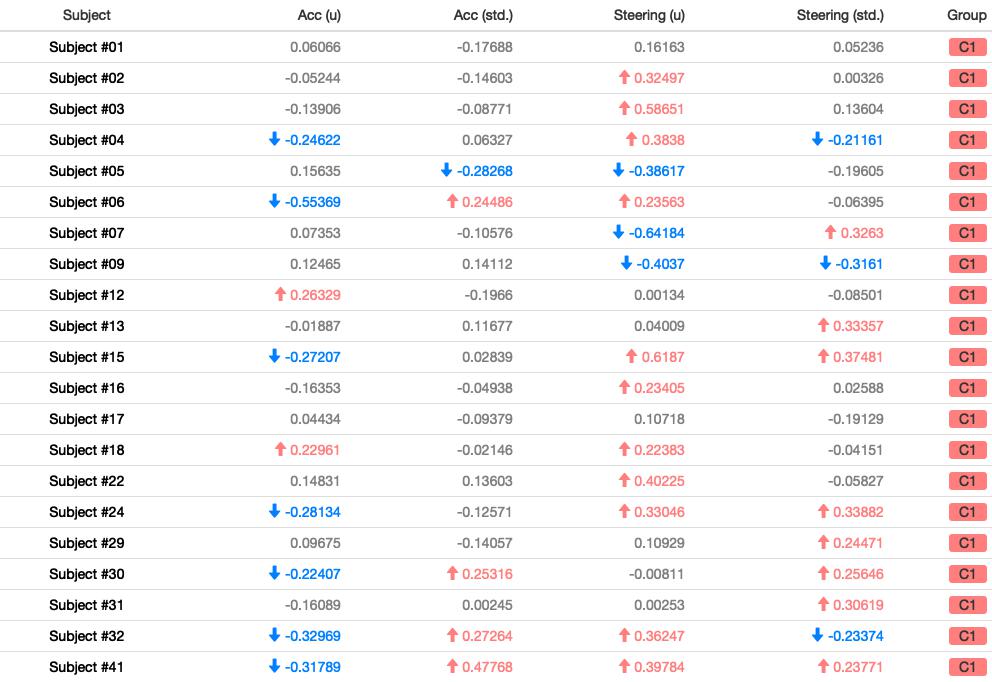 Subject Acc (u) Acc (std.) Steering (u) Steering (std.) Group
Subject #01 0.06066 -0.17688 0.16163 0.05236 C1
Subject #02 -0.05244 -0.14603 0.32497 0.00326 C1
Subject #03 -0.13906 -0.08771 0.58651 0.13604 C1
Subject #04 -0.24622 0.06327 0.3838 -0.21161 C1
Subject #05 0.15635 -0.28268 -0.38617 -0.19605 C1
Subject #06 -0.55369 0.24486 0.23563 -0.06395 C1
Subject #07 0.07353 -0.10576 -0.64184 0.3263 C1
Subject #09 0.12465 0.14112 -0.4037 -0.3161 C1
Subject #12 0.26329 -0.1966 0.00134 -0.08501 C1
Subject #13 -0.01887 0.11677 0.04009 0.33357 C1
Subject #15 -0.27207 0.02839 0.6187 0.37481 C1
Subject #16 -0.16353 -0.04938 0.23405 0.02588 C1
Subject #17 0.04434 -0.09379 0.10718 -0.19129 C1
Subject #18 0.22961 -0.02146 0.22383 -0.04151 C1
Subject #22 0.14831 0.13603 0.40225 -0.05827 C1
Subject #24 -0.28134 -0.12571 0.33046 0.33882 C1
Subject #29 0.09675 -0.14057 0.10929 0.24471 C1
Subject #30 -0.22407 0.25316 -0.00811 0.25646 C1
Subject #31 -0.16089 0.00245 0.00253 0.30619 C1
Subject #32 -0.32969 0.27264 0.36247 -0.23374 C1
Subject #41 -0.31789 0.47768 0.39784 0.23771 C1